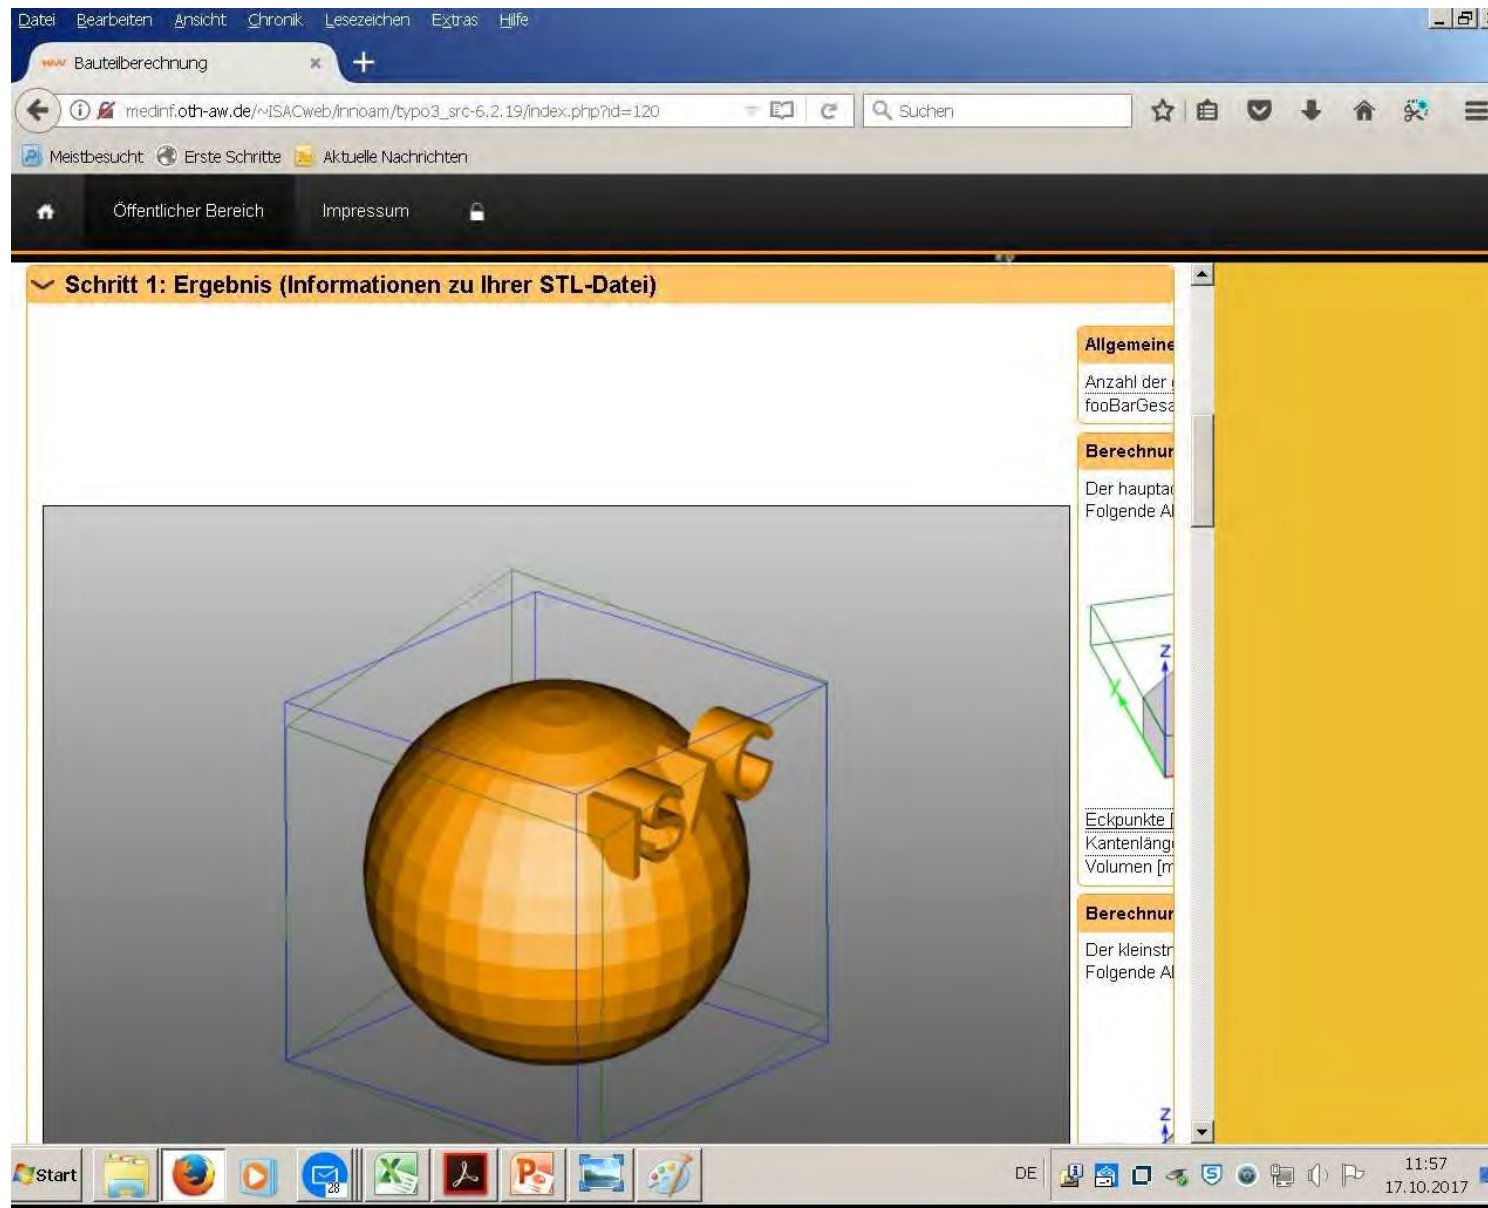 Datei Bearbeiten Ansicht Chronik Lesezeichen Extras Hilfe
Bauteilberechnung
medinf.oth-aw.de/~ISACweb/innoam/typo3_src-6.2.19/index.php?id=120
Suchen
Meistbesucht Erste Schritte Aktuelle Nachrichten
Öffentlicher Bereich Impressum
Schritt 1: Ergebnis (Informationen zu Ihrer STL-Datei)
Allgemeine
Anzahl der
fooBarGesa
Berechnun
Der hauptac
Folgende Al
Z
Y
ISAC
Eckpunkte [
Kantenläng
Volumen [m
Berechnun
Der kleinstr
Folgende Al
Z
Start
28
DE
11:57
17.10.2017